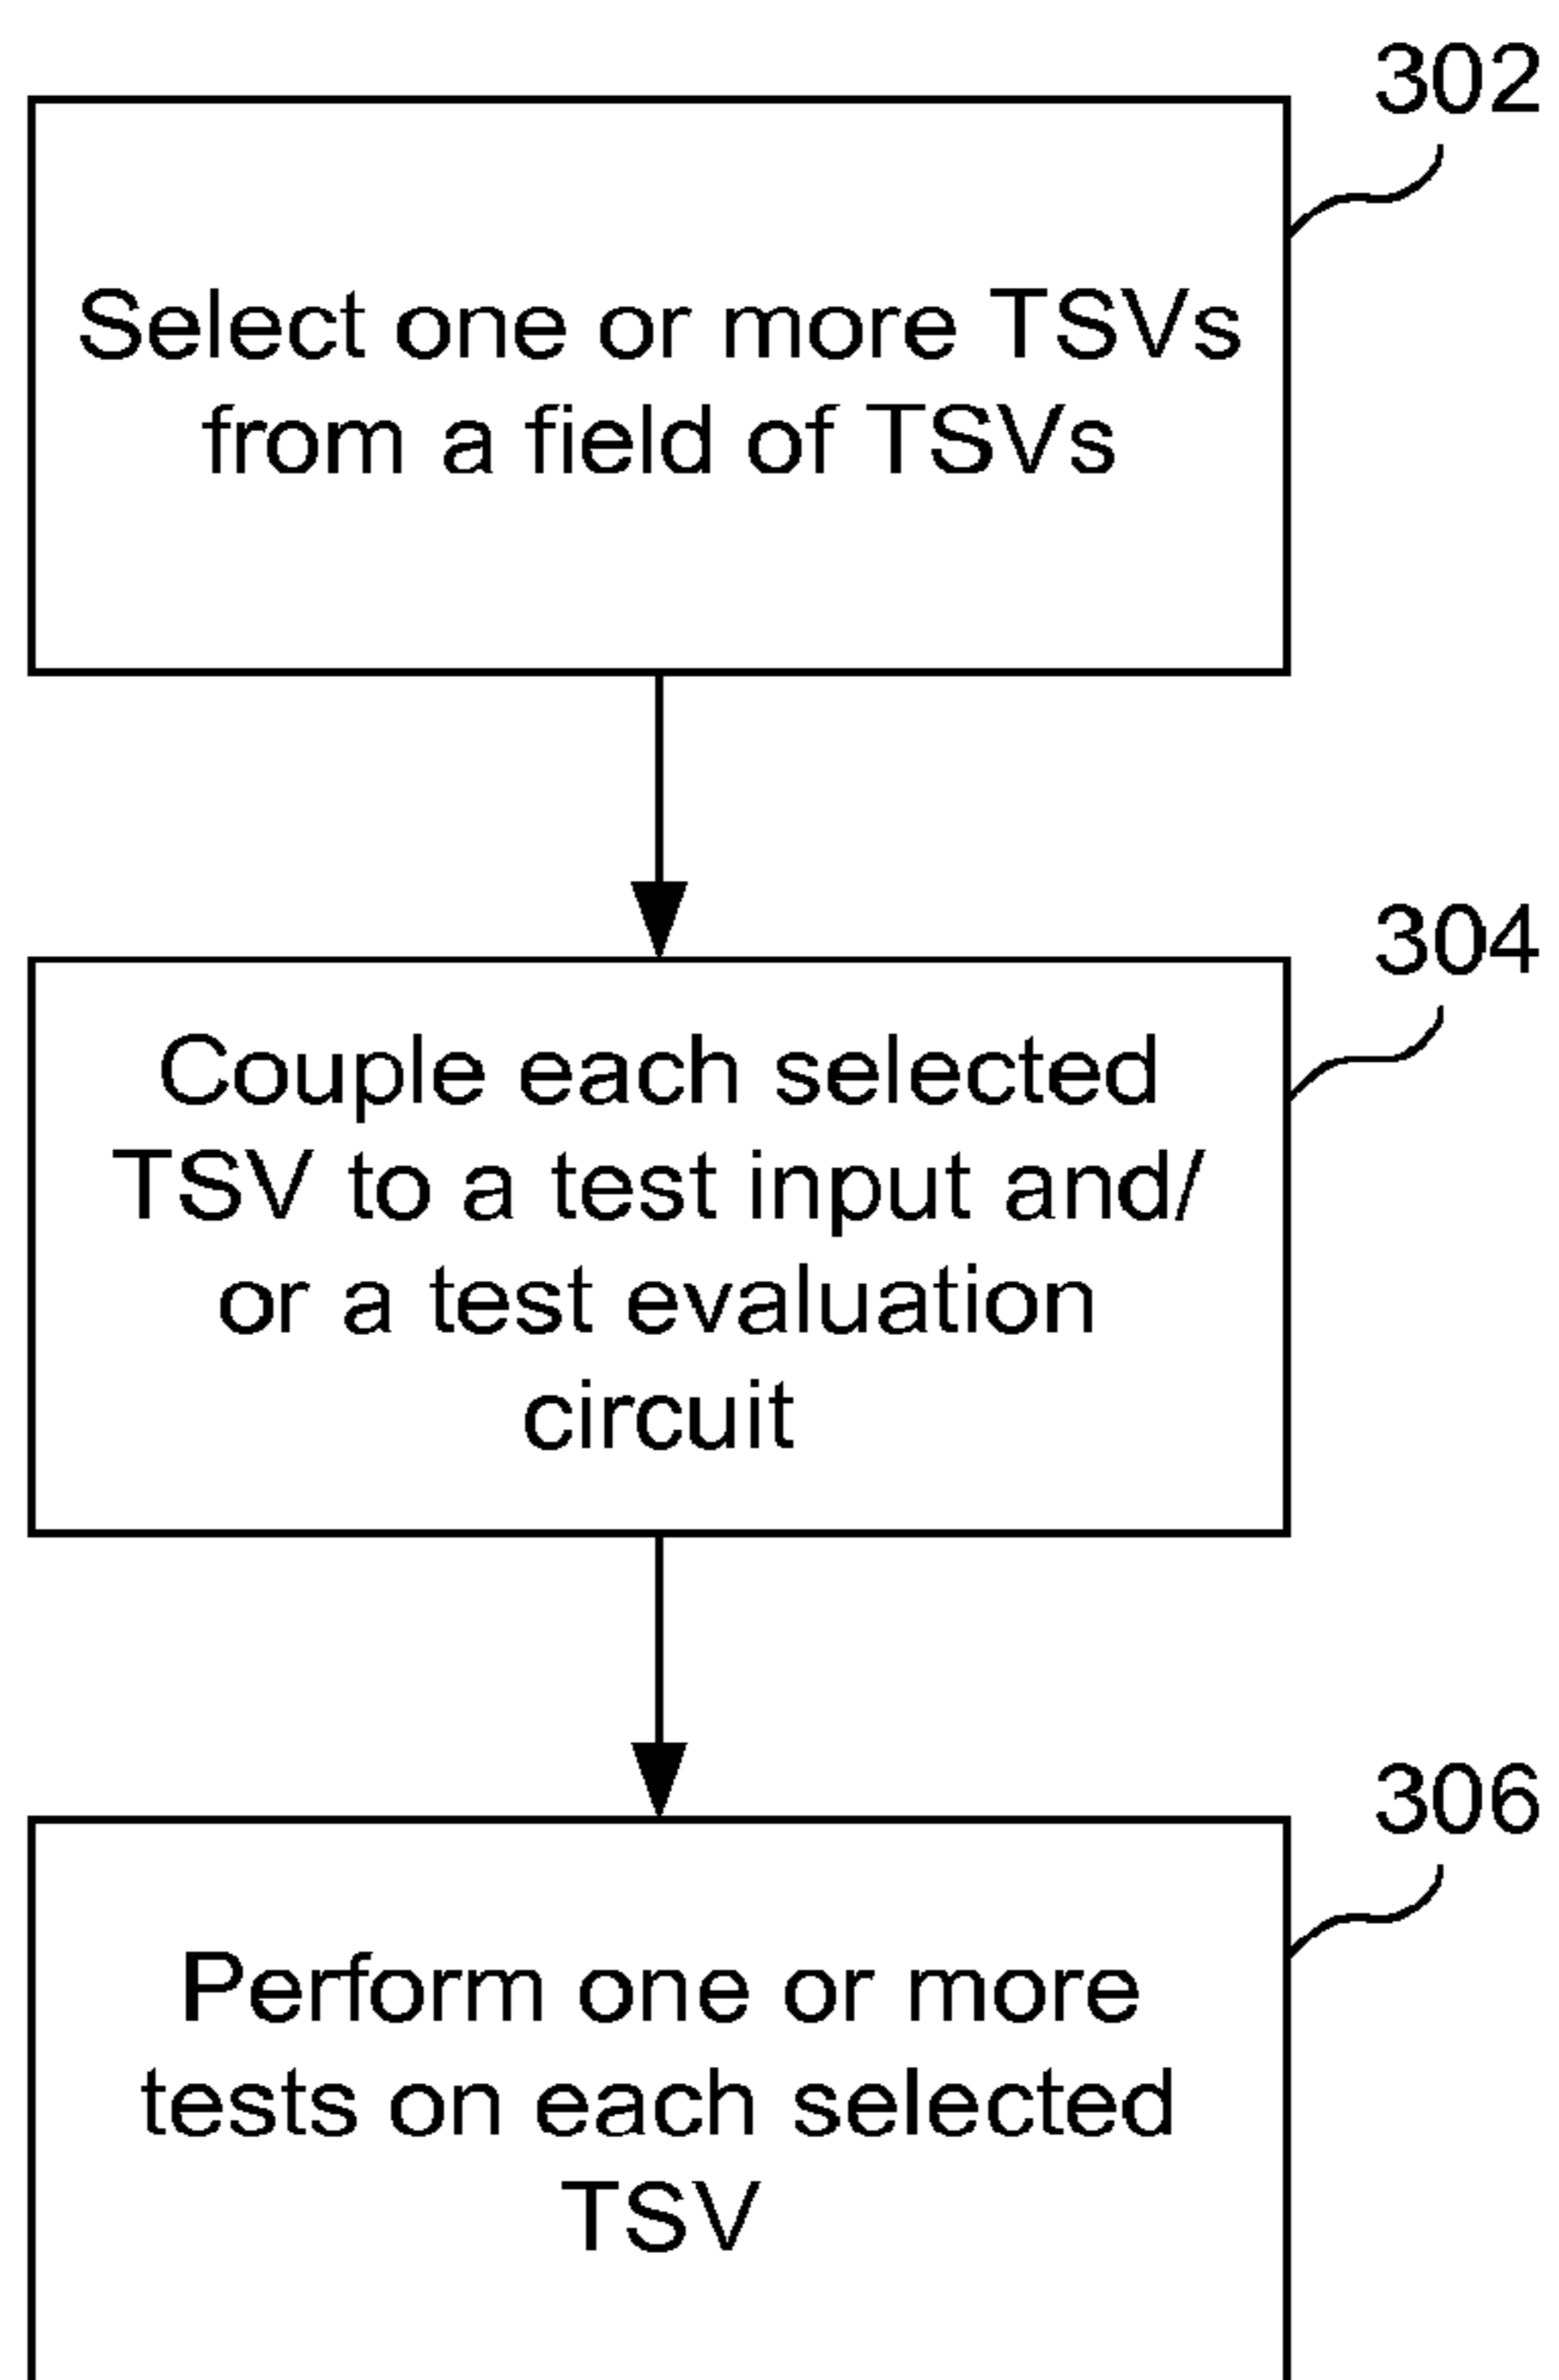 302
Select one or more TSVs
from a field of TSVs
304
Couple each selected
TSV to a test input and/
or a test evaluation
circuit
306
Perform one or more
tests on each selected
TSV